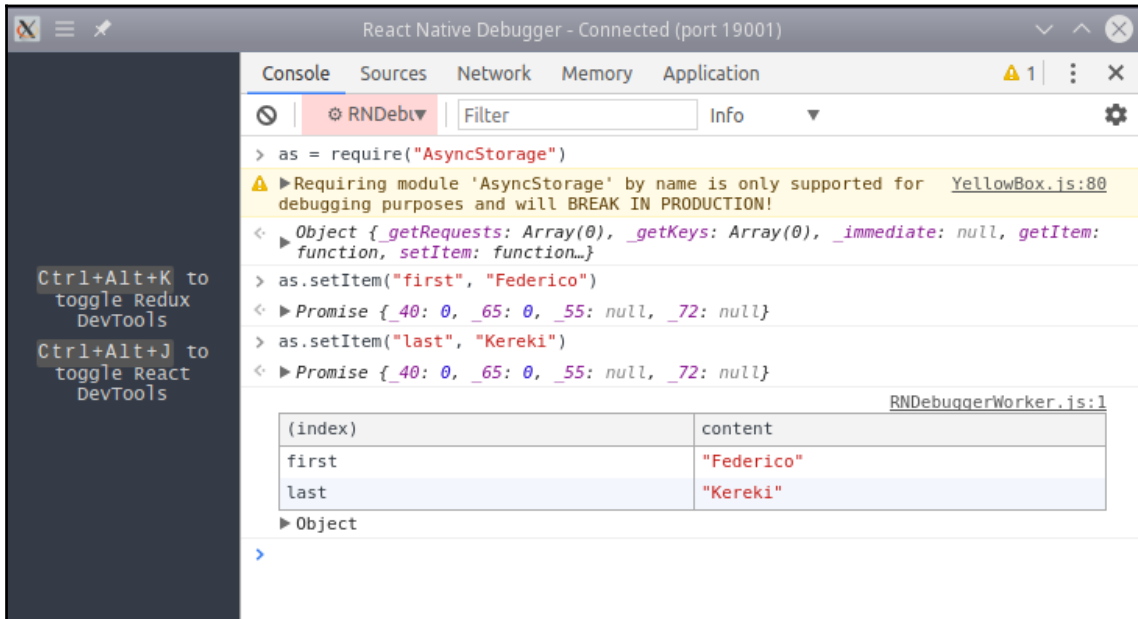 React Native Debugger - Connected (port 19001)
Console Sources Network Memory Application 1
RNDebu Filter Info
> as = require("AsyncStorage")
▶Requiring module 'AsyncStorage' by name is only supported for YellowBox.js:80
debugging purposes and will BREAK IN PRODUCTION!
Object {_getRequests: Array(0), _getKeys: Array(0), _immediate: null, getItem:
function, setItem: function…}
> as.setItem("first", "Federico")
▶Promise {_40: 0, _65: 0, _55: null, _72: null}
> as.setItem("last", "Kereki")
▶Promise {_40: 0, _65: 0, _55: null, _72: null}
RNDebuggerWorker.js:1
(index) content
first "Federico"
last "Kereki"
▶Object
>
Ctrl+Alt+K to
toggle Redux
DevTools
Ctrl+Alt+J to
toggle React
DevTools